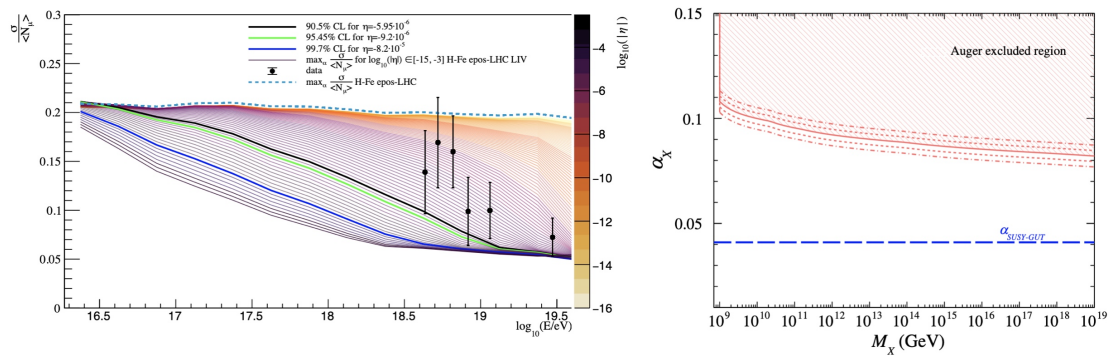 σ
<N_μ>
0.3
0.25
0.2
0.15
0.1
0.05
0
16.5 17 17.5 18 18.5 19 19.5
log₁₀(E/eV)
90.5% CL for η=-5.95·10⁻⁶
95.45% CL for η=-9.2·10⁻⁶
99.7% CL for η=-8.2·10⁻⁵
max_α σ/<N_μ> for log₁₀(|η|) ∈[-15, -3] H-Fe epos-LHC LIV
data
max_α σ/<N_μ> H-Fe epos-LHC
log₁₀(|η|)
-4
-6
-8
-10
-12
-14
-16
α_X
0.15
0.10
0.05
Auger excluded region
α_SUSY-GUT
10⁹ 10¹⁰ 10¹¹ 10¹² 10¹³ 10¹⁴ 10¹⁵ 10¹⁶ 10¹⁷ 10¹⁸ 10¹⁹
M_X (GeV)